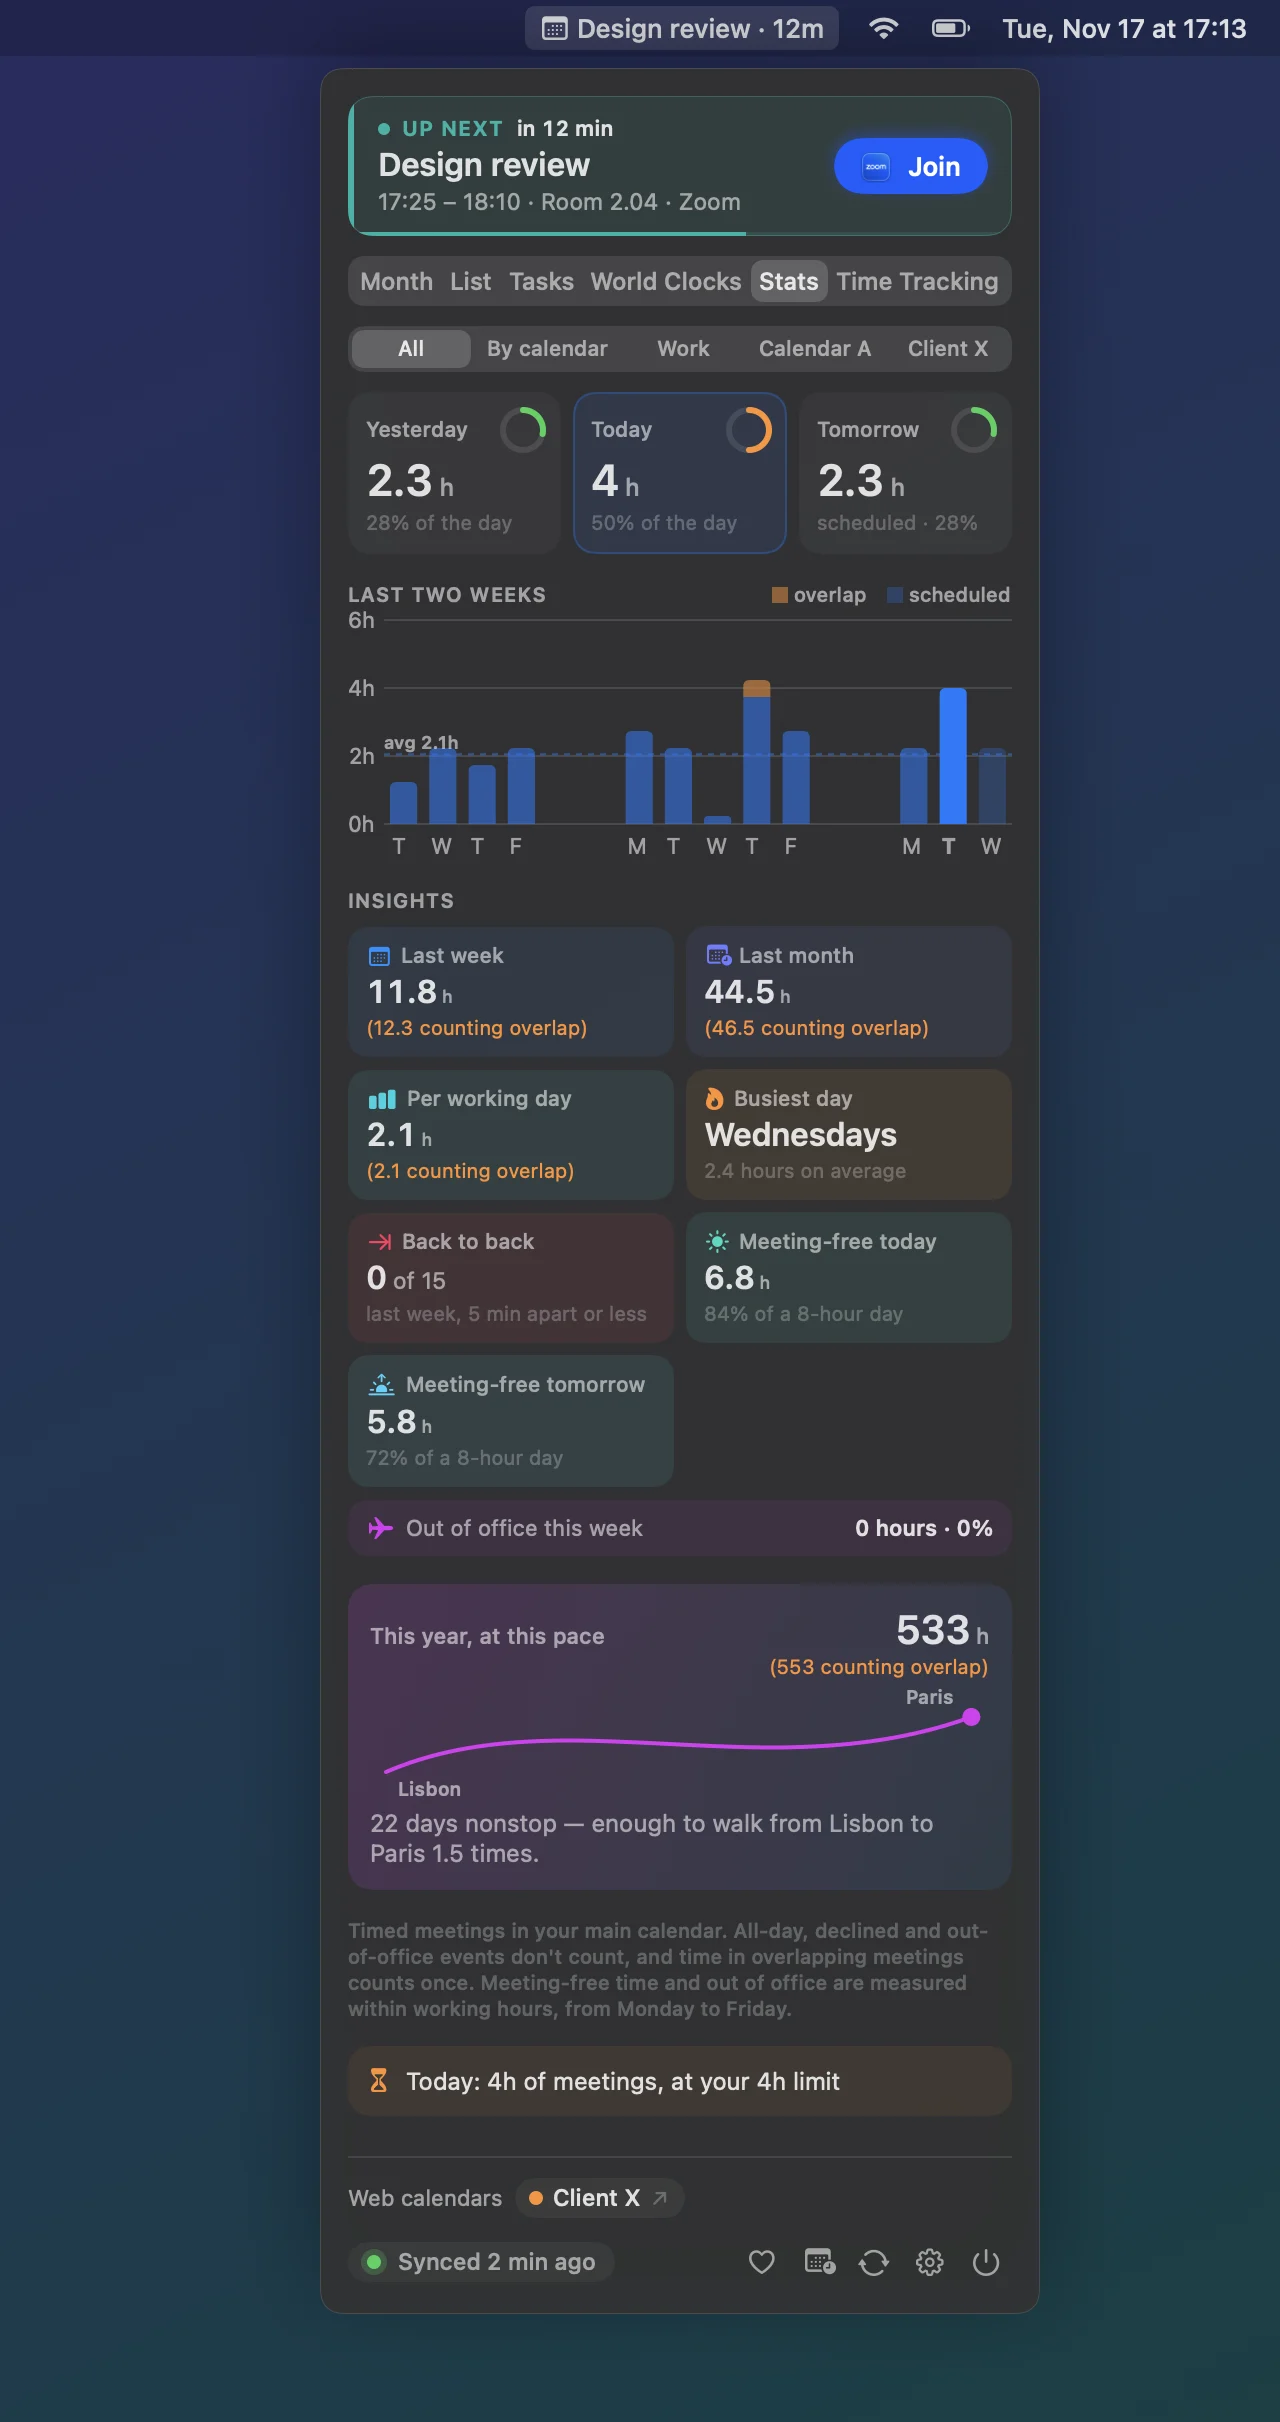 Design review · 12m
Tue, Nov 17 at 17:13
UP NEXT in 12 min
Design review
17:25 – 18:10 · Room 2.04 · Zoom
zoom
Join
Month List Tasks World Clocks Stats Time Tracking
All By calendar Work Calendar A Client X
Yesterday
2.3 h
28% of the day
Today
4 h
50% of the day
Tomorrow
2.3 h
scheduled · 28%
LAST TWO WEEKS
overlap scheduled
6h
4h
avg 2.1h
2h
0h
T W T F M T W T F M T W
INSIGHTS
Last week
11.8 h
(12.3 counting overlap)
Last month
44.5 h
(46.5 counting overlap)
Per working day
2.1 h
(2.1 counting overlap)
Busiest day
Wednesdays
2.4 hours on average
Back to back
0 of 15
last week, 5 min apart or less
Meeting-free today
6.8 h
84% of a 8-hour day
Meeting-free tomorrow
5.8 h
72% of a 8-hour day
Out of office this week
0 hours · 0%
This year, at this pace
533 h
(553 counting overlap)
Paris
Lisbon
22 days nonstop — enough to walk from Lisbon to
Paris 1.5 times.
Timed meetings in your main calendar. All-day, declined and out-
of-office events don't count, and time in overlapping meetings
counts once. Meeting-free time and out of office are measured
within working hours, from Monday to Friday.
Today: 4h of meetings, at your 4h limit
Web calendars
Client X
Synced 2 min ago